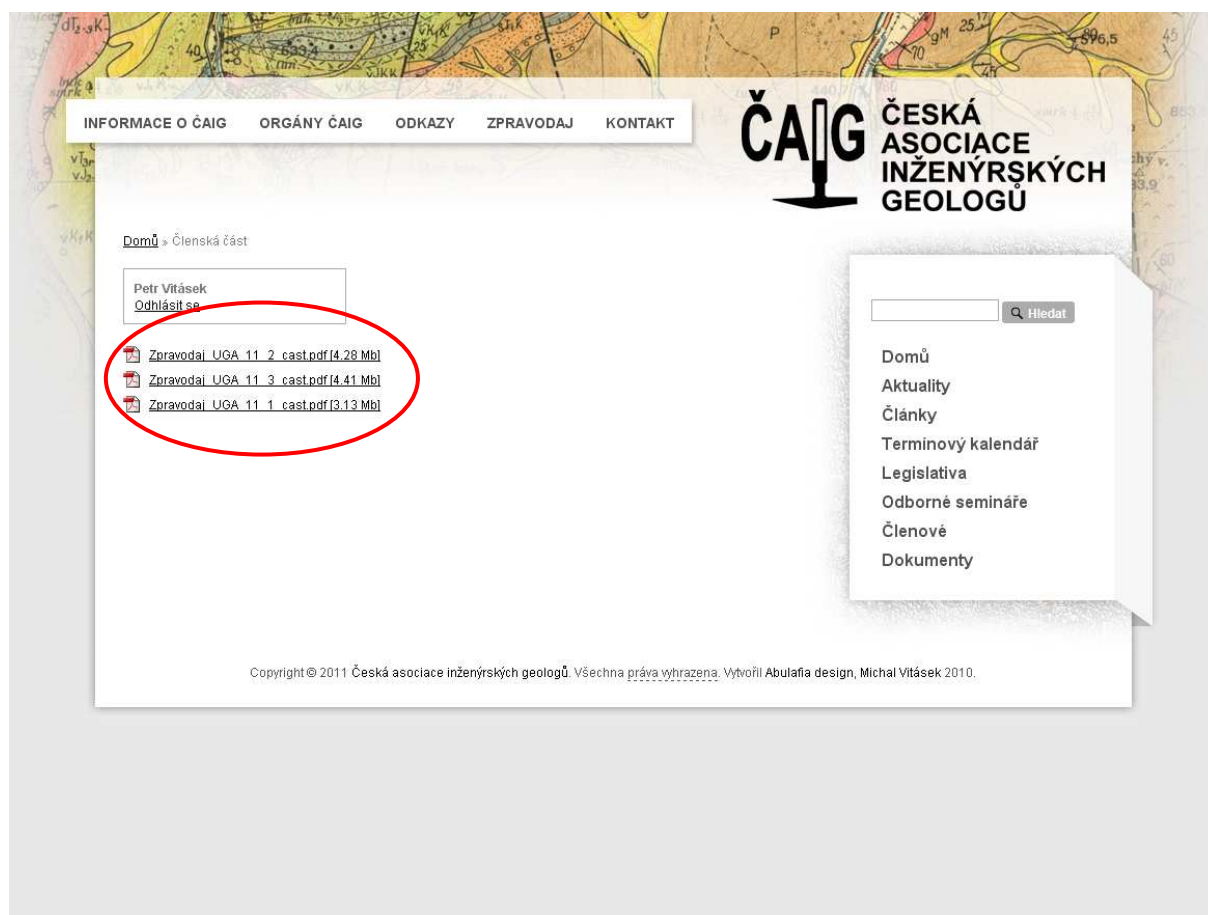 INFORMACE O ČAIG ORGÁNY ČAIG ODKAZY ZPRAVODAJ KONTAKT
ČAIG
ČESKÁ
ASOCIACE
INŽENÝRSKÝCH
GEOLOGŮ
Domů » Členská část
Petr Vitásek
Odhlásit se
Zpravodaj_UGA_11_2_cast.pdf [4.28 Mb]
Zpravodaj_UGA_11_3_cast.pdf [4.41 Mb]
Zpravodaj_UGA_11_1_cast.pdf [3.13 Mb]
Hledat
Domů
Aktuality
Články
Termínový kalendář
Legislativa
Odborné semináře
Členové
Dokumenty
Copyright © 2011 Česká asociace inženýrských geologů. Všechna práva vyhrazena. Vytvořil Abulafia design, Michal Vitásek 2010.